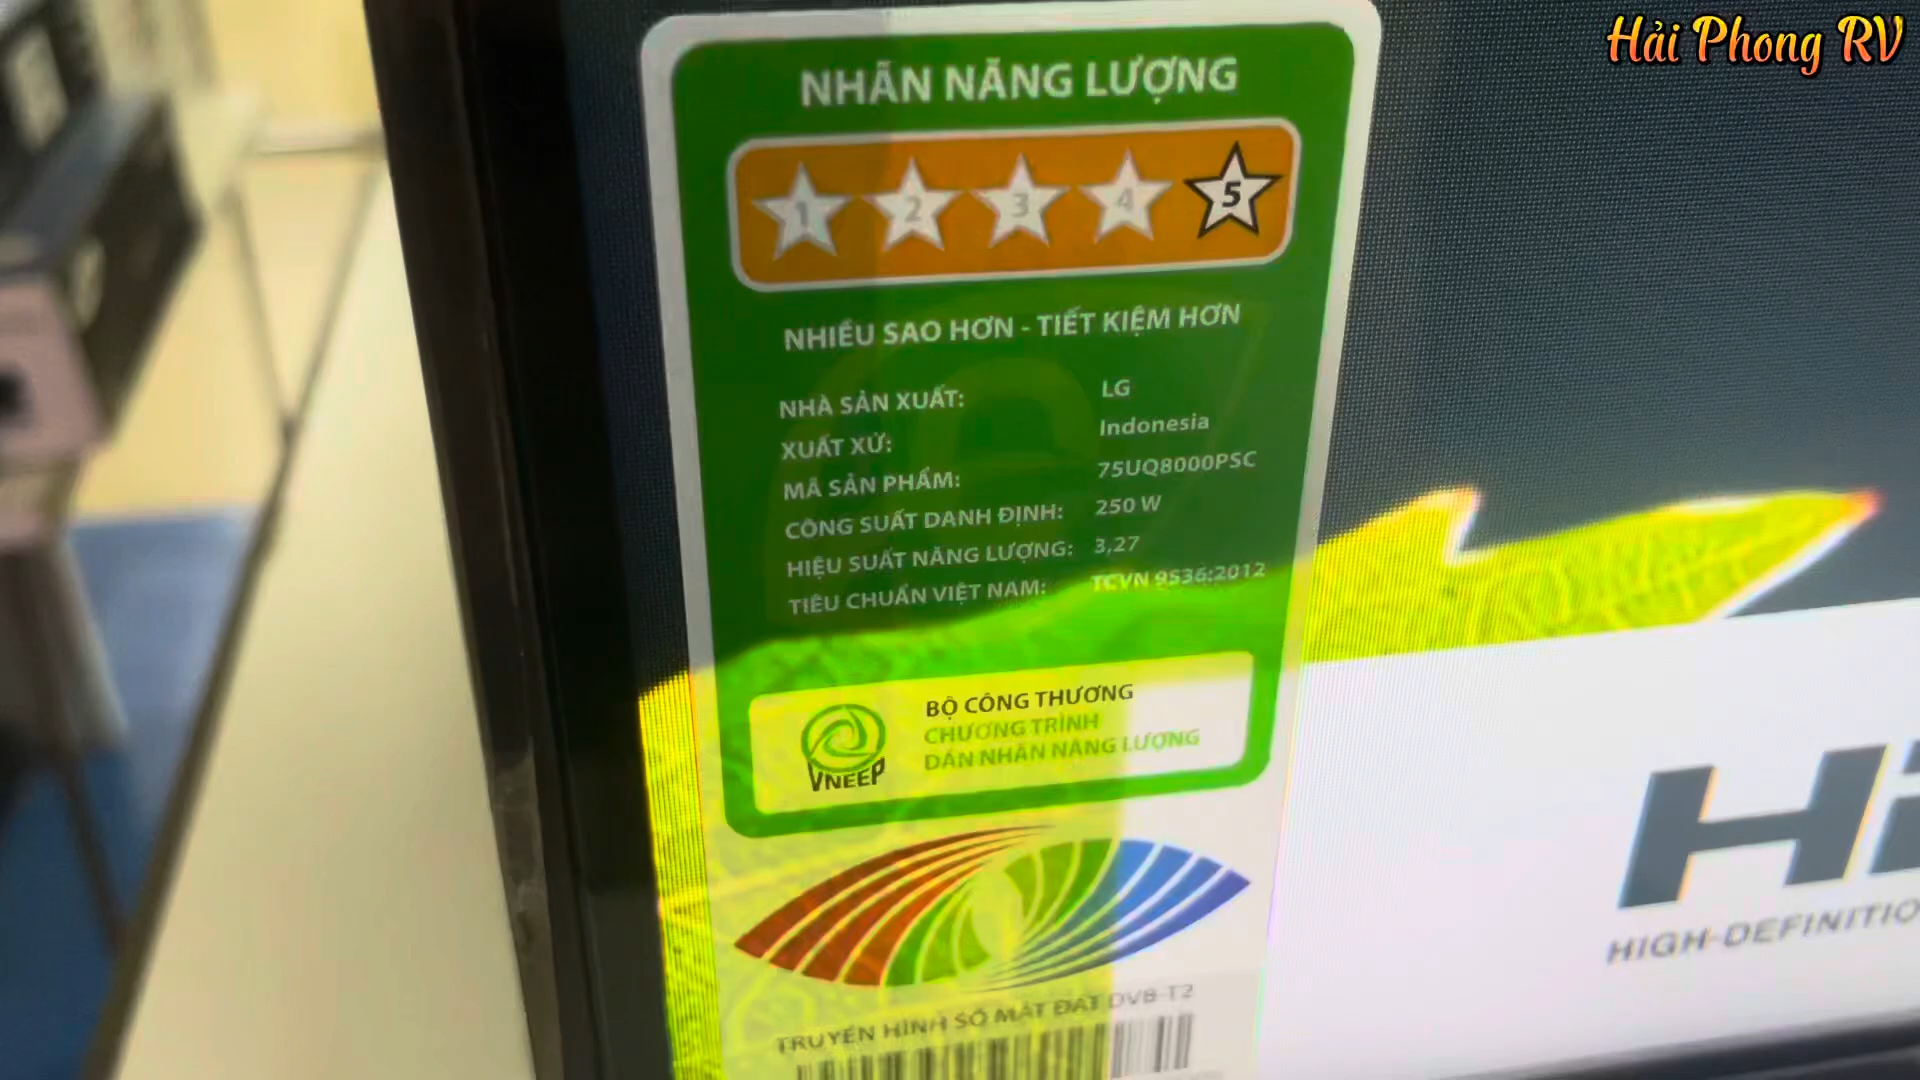 Hải Phong RV
NHÃN NĂNG LƯỢNG
1 2 3 4 5
NHIỀU SAO HƠN - TIẾT KIỆM HƠN
NHÀ SẢN XUẤT: LG
XUẤT XỨ: Indonesia
MÃ SẢN PHẨM: 75UQ8000PSC
CÔNG SUẤT DANH ĐỊNH: 250 W
HIỆU SUẤT NĂNG LƯỢNG: 3,27
TIÊU CHUẨN VIỆT NAM: TCVN 9536:2012
BỘ CÔNG THƯƠNG
CHƯƠNG TRÌNH
DÁN NHÃN NĂNG LƯỢNG
VNEEP
TRUYỀN HÌNH SỐ MẶT ĐẤT DVB-T2
Hi
HIGH-DEFINITIO